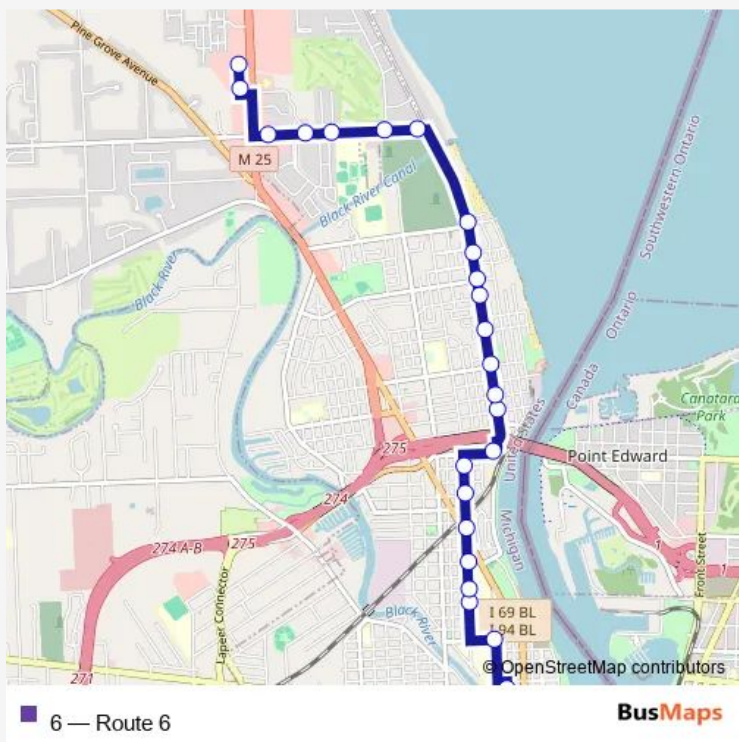 Pine Grove Avenue
M 25
Black River Canal
Black River
Southwestern Ontario
Ontario
Canada
United States
Michigan
Canatara
Park
Point Edward
275
274
274 A-B
275
Lapeer Connector
271
Black River
1
1
Front Street
I 69 BL
I 94 BL
© OpenStreetMap contributors
6 — Route 6
BusMaps